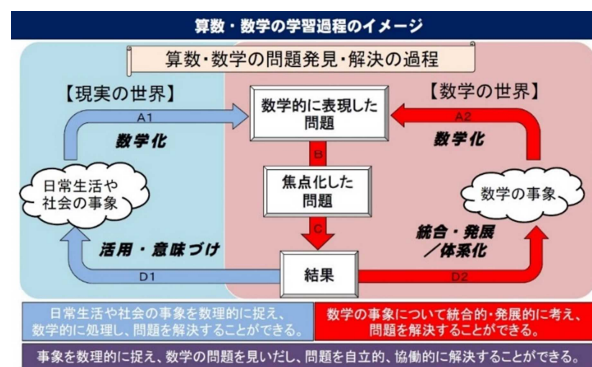 算数・数学の学習過程のイメージ
算数・数学の問題発見・解決の過程
【現実の世界】
【数学の世界】
A1
数学化
数学的に表現した
問題
A2
数学化
B
日常生活や
社会の事象
焦点化した
問題
数学の事象
C
活用・意味づけ
統合・発展
／体系化
D1
結果
D2
日常生活や社会の事象を数理的に捉え、
数学的に処理し、問題を解決することができる。
数学の事象について統合的・発展的に考え、
問題を解決することができる。
事象を数理的に捉え、数学の問題を見いだし、問題を自立的、協働的に解決することができる。